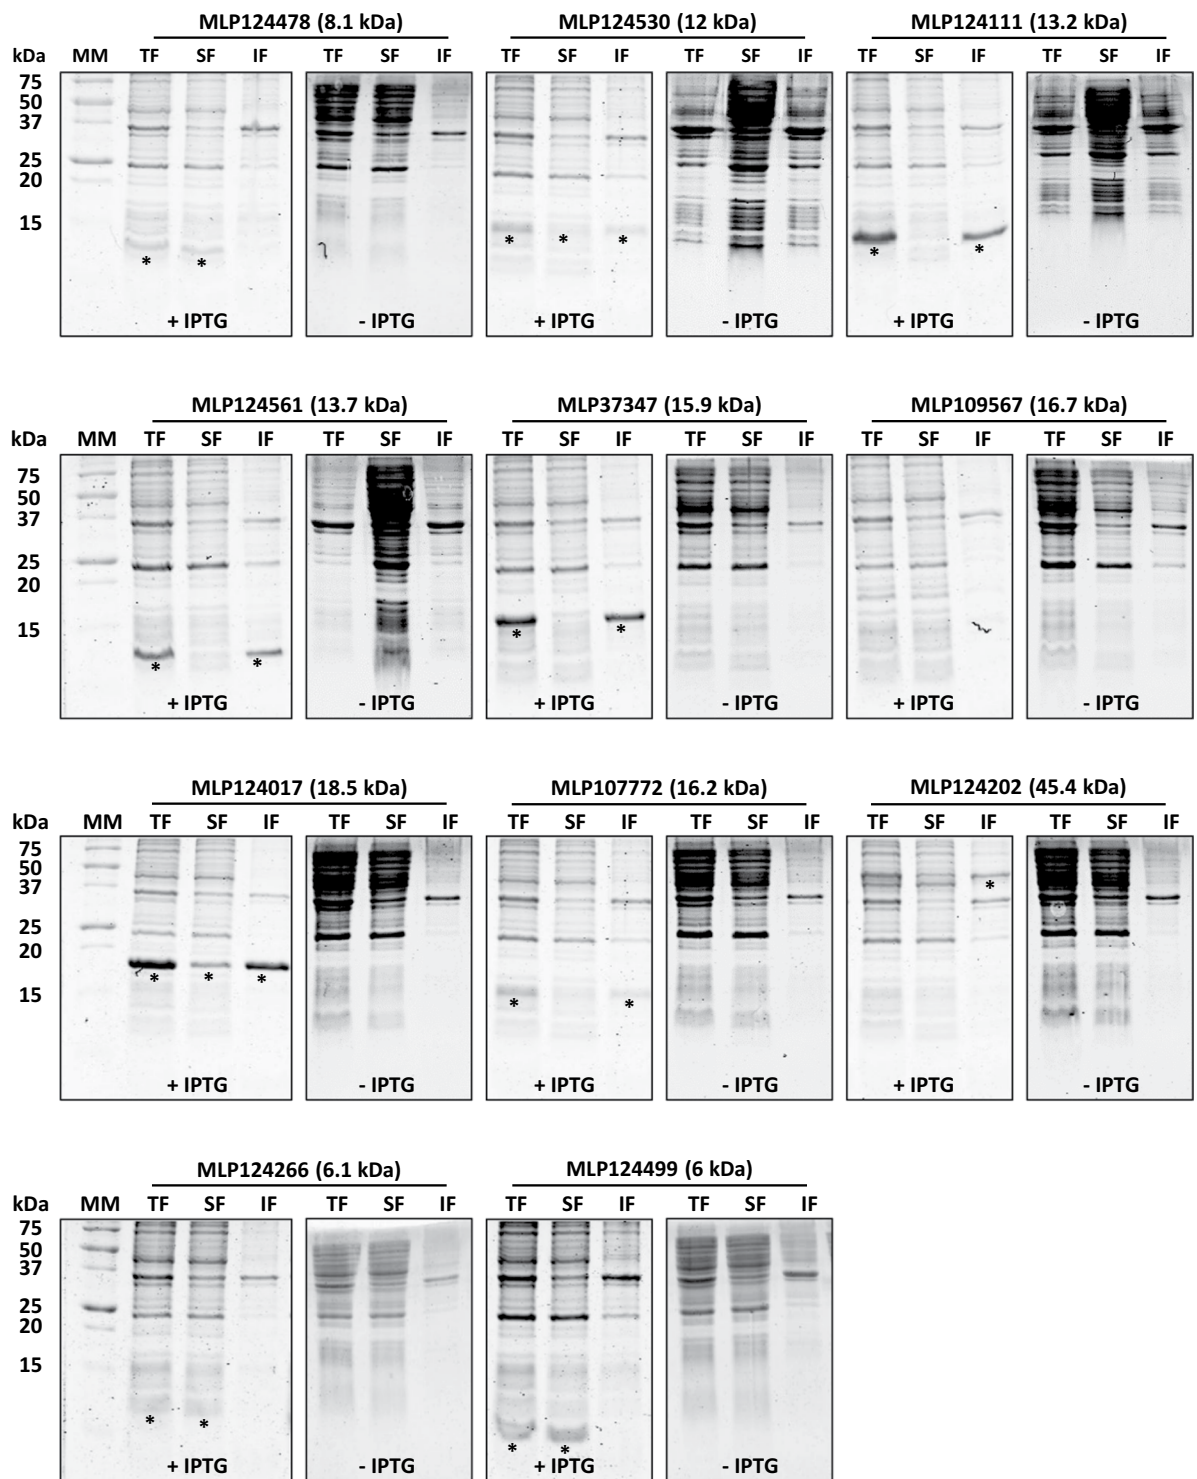 MLP124478 (8.1 kDa) MLP124530 (12 kDa) MLP124111 (13.2 kDa)
kDa MM TF SF IF TF SF IF TF SF IF TF SF IF TF SF IF TF SF IF
75
50
37
25
20
15
* * * * * * *
+ IPTG - IPTG + IPTG - IPTG + IPTG - IPTG
MLP124561 (13.7 kDa) MLP37347 (15.9 kDa) MLP109567 (16.7 kDa)
kDa MM TF SF IF TF SF IF TF SF IF TF SF IF TF SF IF TF SF IF
75
50
37
25
20
15
* * * *
+ IPTG - IPTG + IPTG - IPTG + IPTG - IPTG
MLP124017 (18.5 kDa) MLP107772 (16.2 kDa) MLP124202 (45.4 kDa)
kDa MM TF SF IF TF SF IF TF SF IF TF SF IF TF SF IF TF SF IF
75
50
37
25
20
15
* * * * * *
+ IPTG - IPTG + IPTG - IPTG + IPTG - IPTG
MLP124266 (6.1 kDa) MLP124499 (6 kDa)
kDa MM TF SF IF TF SF IF TF SF IF TF SF IF
75
50
37
25
20
15
* * * *
+ IPTG - IPTG + IPTG - IPTG